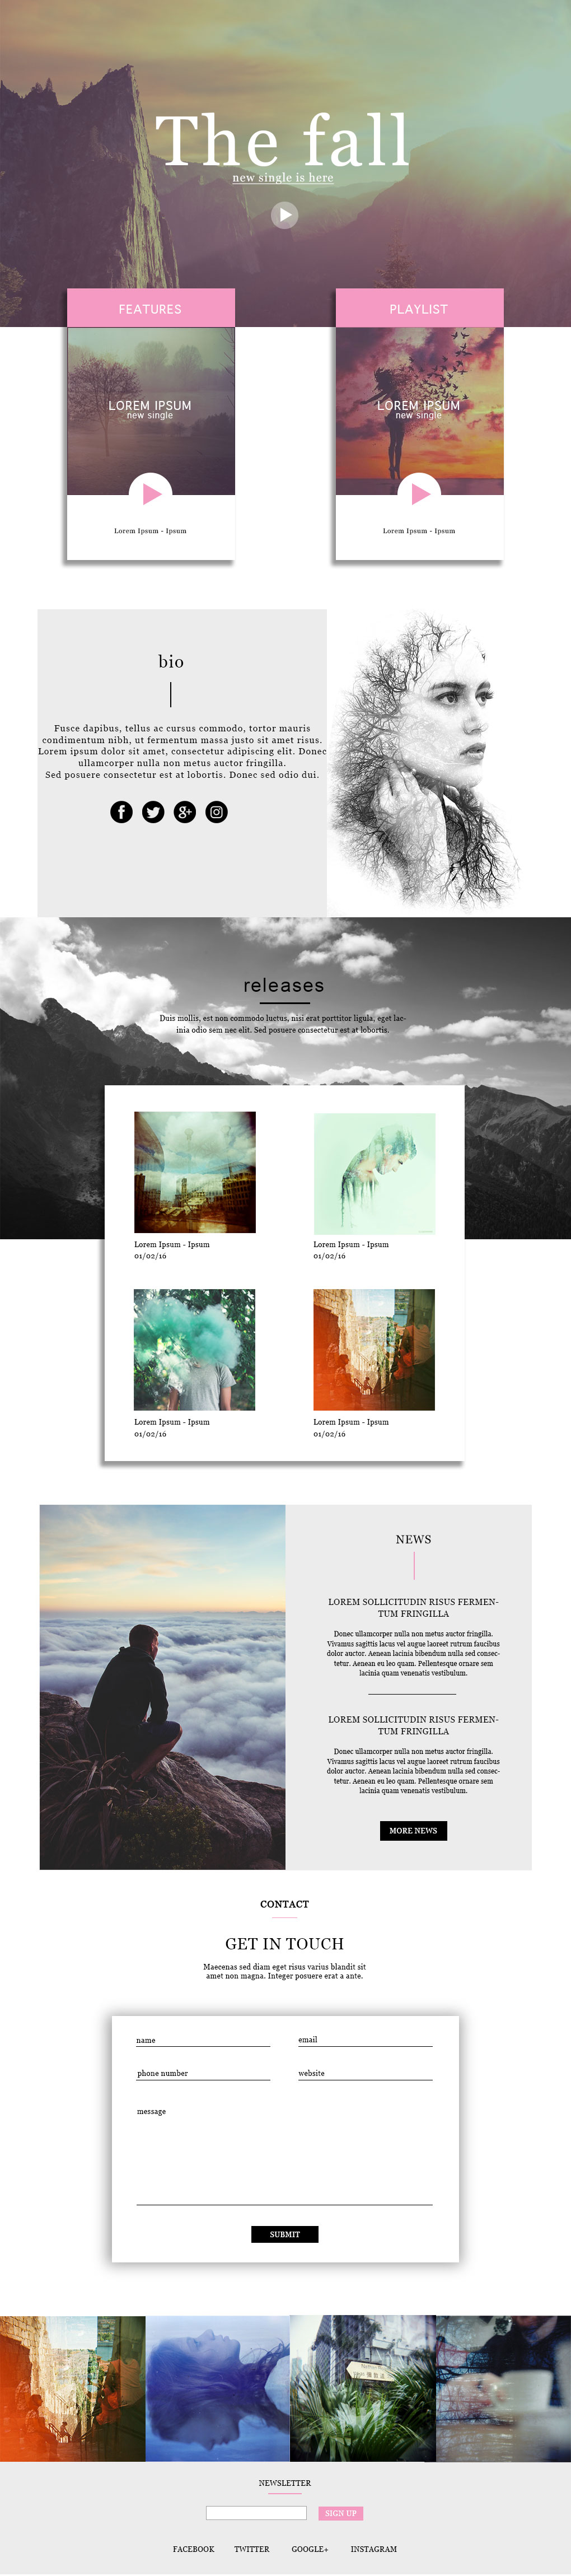 The fall
new single is here
FEATURES
LOREM IPSUM
new single
Lorem Ipsum - Ipsum
PLAYLIST
LOREM IPSUM
new single
Lorem Ipsum - Ipsum
bio
Fusce dapibus, tellus ac cursus commodo, tortor mauris
condimentum nibh, ut fermentum massa justo sit amet risus.
Lorem ipsum dolor sit amet, consectetur adipiscing elit. Donec
ullamcorper nulla non metus auctor fringilla.
Sed posuere consectetur est at lobortis. Donec sed odio dui.
releases
Duis mollis, est non commodo luctus, nisi erat porttitor ligula, eget lac-
inia odio sem nec elit. Sed posuere consectetur est at lobortis.
Lorem Ipsum - Ipsum
01/02/16
Lorem Ipsum - Ipsum
01/02/16
Lorem Ipsum - Ipsum
01/02/16
Lorem Ipsum - Ipsum
01/02/16
NEWS
LOREM SOLLICITUDIN RISUS FERMEN-
TUM FRINGILLA
Donec ullamcorper nulla non metus auctor fringilla.
Vivamus sagittis lacus vel augue laoreet rutrum faucibus
dolor auctor. Aenean lacinia bibendum nulla sed consec-
tetur. Aenean eu leo quam. Pellentesque ornare sem
lacinia quam venenatis vestibulum.
LOREM SOLLICITUDIN RISUS FERMEN-
TUM FRINGILLA
Donec ullamcorper nulla non metus auctor fringilla.
Vivamus sagittis lacus vel augue laoreet rutrum faucibus
dolor auctor. Aenean lacinia bibendum nulla sed consec-
tetur. Aenean eu leo quam. Pellentesque ornare sem
lacinia quam venenatis vestibulum.
MORE NEWS
CONTACT
GET IN TOUCH
Maecenas sed diam eget risus varius blandit sit
amet non magna. Integer posuere erat a ante.
name
email
phone number
website
message
SUBMIT
NEWSLETTER
SIGN UP
FACEBOOK TWITTER GOOGLE+ INSTAGRAM